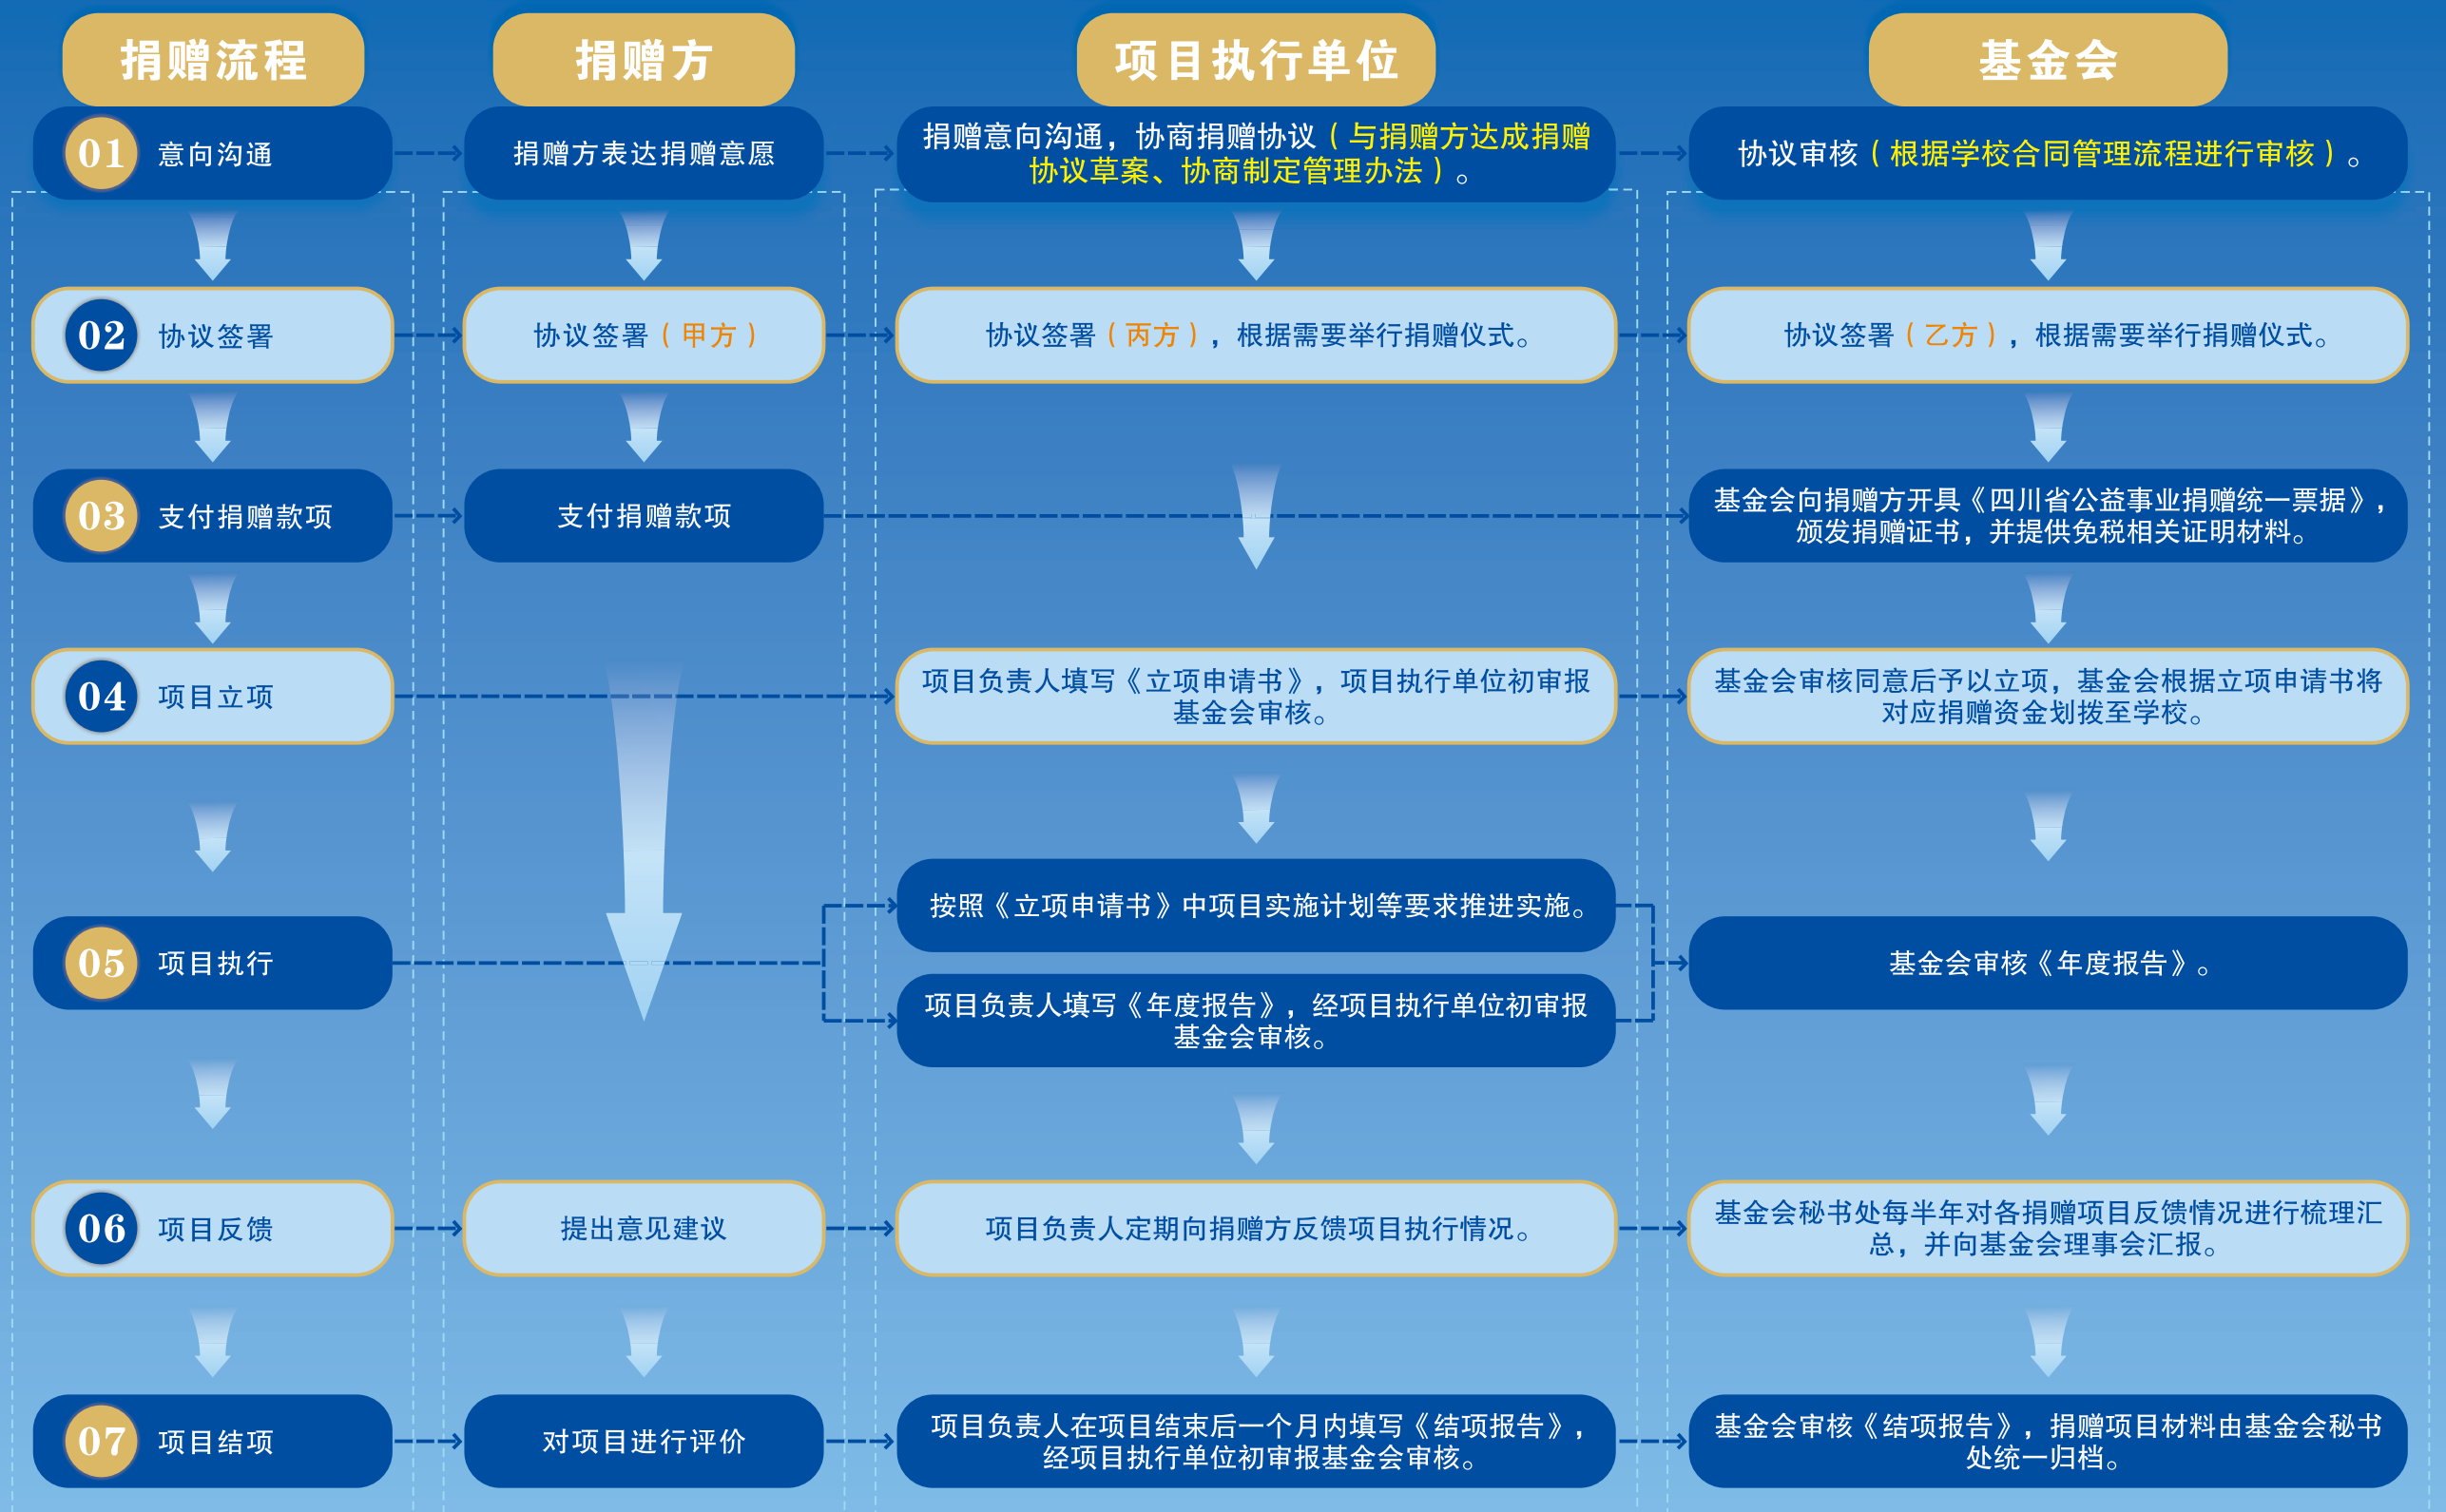 捐赠流程
捐赠方
项目执行单位
基金会
01
意向沟通
捐赠方表达捐赠意愿
捐赠意向沟通，协商捐赠协议（与捐赠方达成捐赠
协议草案、协商制定管理办法）。
协议审核（根据学校合同管理流程进行审核）。
02
协议签署
协议签署（甲方）
协议签署（丙方），根据需要举行捐赠仪式。
协议签署（乙方），根据需要举行捐赠仪式。
03
支付捐赠款项
支付捐赠款项
基金会向捐赠方开具《四川省公益事业捐赠统一票据》，
颁发捐赠证书，并提供免税相关证明材料。
04
项目立项
项目负责人填写《立项申请书》，项目执行单位初审报
基金会审核。
基金会审核同意后予以立项，基金会根据立项申请书将
对应捐赠资金划拨至学校。
05
项目执行
按照《立项申请书》中项目实施计划等要求推进实施。
项目负责人填写《年度报告》，经项目执行单位初审报
基金会审核。
基金会审核《年度报告》。
06
项目反馈
提出意见建议
项目负责人定期向捐赠方反馈项目执行情况。
基金会秘书处每半年对各捐赠项目反馈情况进行梳理汇
总，并向基金会理事会汇报。
07
项目结项
对项目进行评价
项目负责人在项目结束后一个月内填写《结项报告》，
经项目执行单位初审报基金会审核。
基金会审核《结项报告》，捐赠项目材料由基金会秘书
处统一归档。